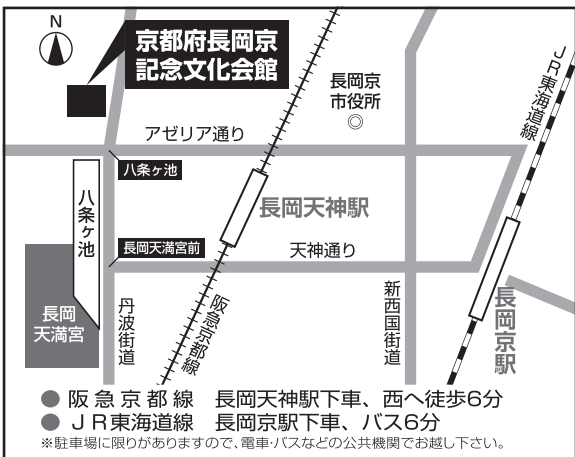 N
京都府長岡京
記念文化会館
長岡京
市役所
JR東海道線
アゼリア通り
八条ヶ池
八条ヶ池
長岡天神駅
長岡天満宮前
天神通り
長岡
天満宮
丹波街道
阪急京都線
新西国街道
長岡京駅
● 阪急京都線 長岡天神駅下車、西へ徒歩6分
● JR東海道線 長岡京駅下車、バス6分
※駐車場に限りがありますので、電車・バスなどの公共機関でお越し下さい。